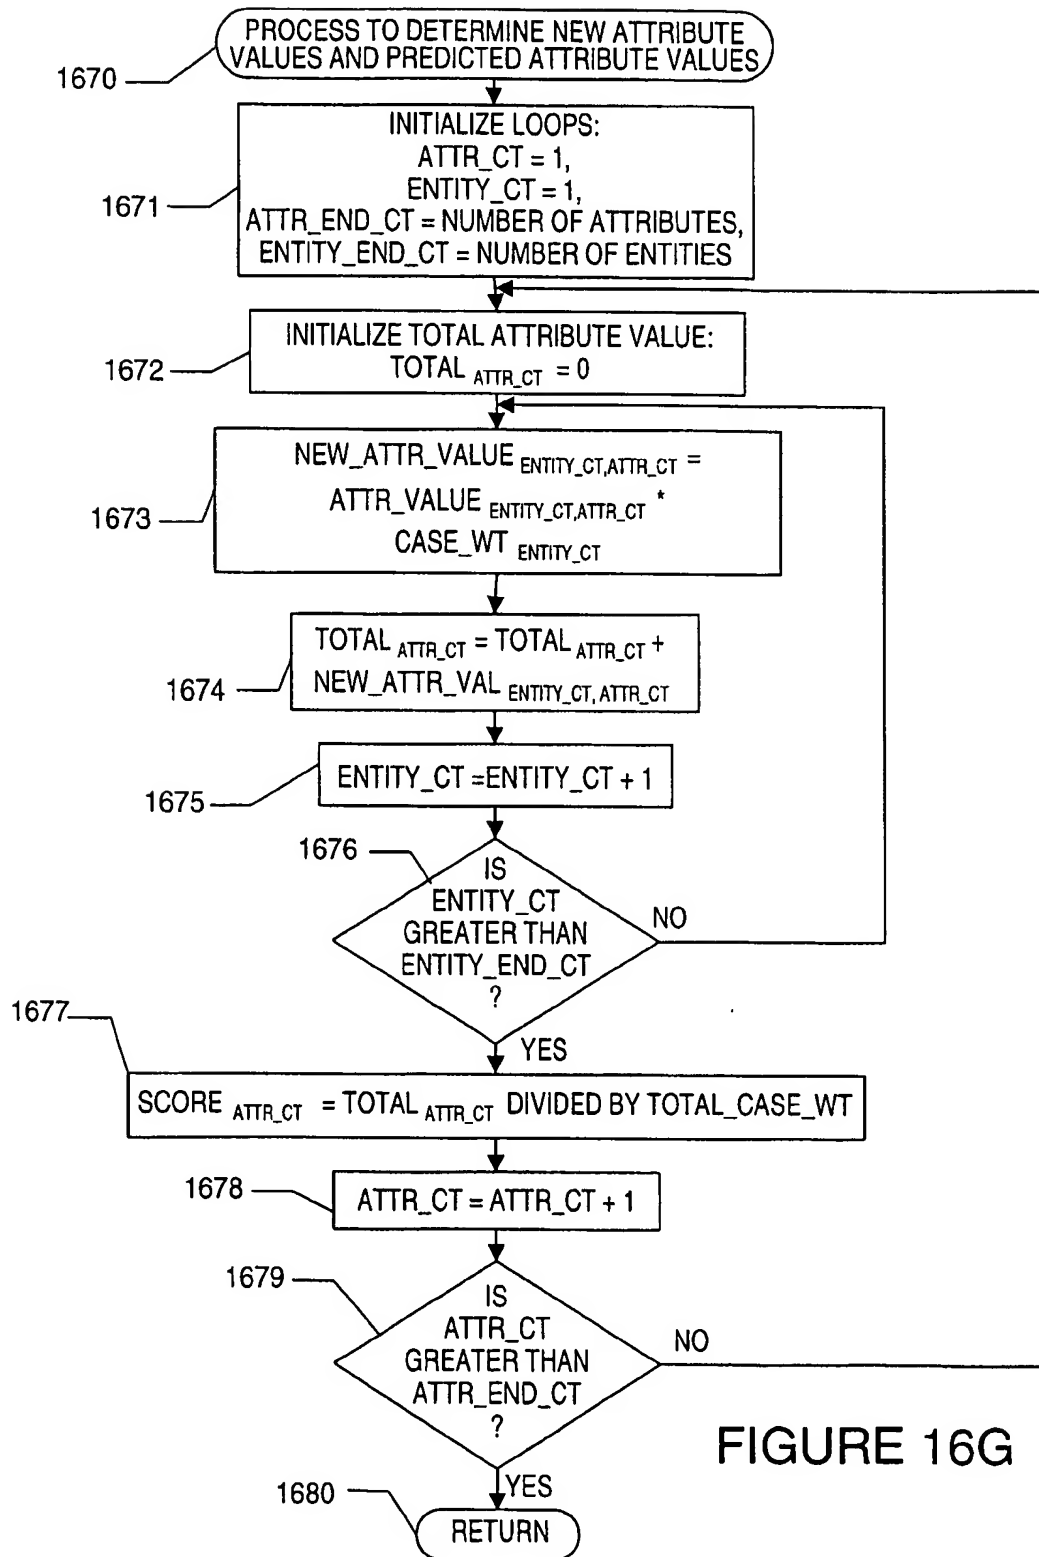 PROCESS TO DETERMINE NEW ATTRIBUTE
VALUES AND PREDICTED ATTRIBUTE VALUES
1670
INITIALIZE LOOPS:
ATTR_CT = 1,
ENTITY_CT = 1,
ATTR_END_CT = NUMBER OF ATTRIBUTES,
ENTITY_END_CT = NUMBER OF ENTITIES
1671
INITIALIZE TOTAL ATTRIBUTE VALUE:
TOTAL ATTR_CT = 0
1672
NEW_ATTR_VALUE ENTITY_CT,ATTR_CT =
ATTR_VALUE ENTITY_CT,ATTR_CT *
CASE_WT ENTITY_CT
1673
TOTAL ATTR_CT = TOTAL ATTR_CT +
NEW_ATTR_VAL ENTITY_CT, ATTR_CT
1674
ENTITY_CT =ENTITY_CT + 1
1675
1676
IS
ENTITY_CT
GREATER THAN
ENTITY_END_CT
?
NO
YES
1677
SCORE ATTR_CT = TOTAL ATTR_CT DIVIDED BY TOTAL_CASE_WT
1678
ATTR_CT = ATTR_CT + 1
1679
IS
ATTR_CT
GREATER THAN
ATTR_END_CT
?
NO
YES
1680
RETURN
FIGURE 16G